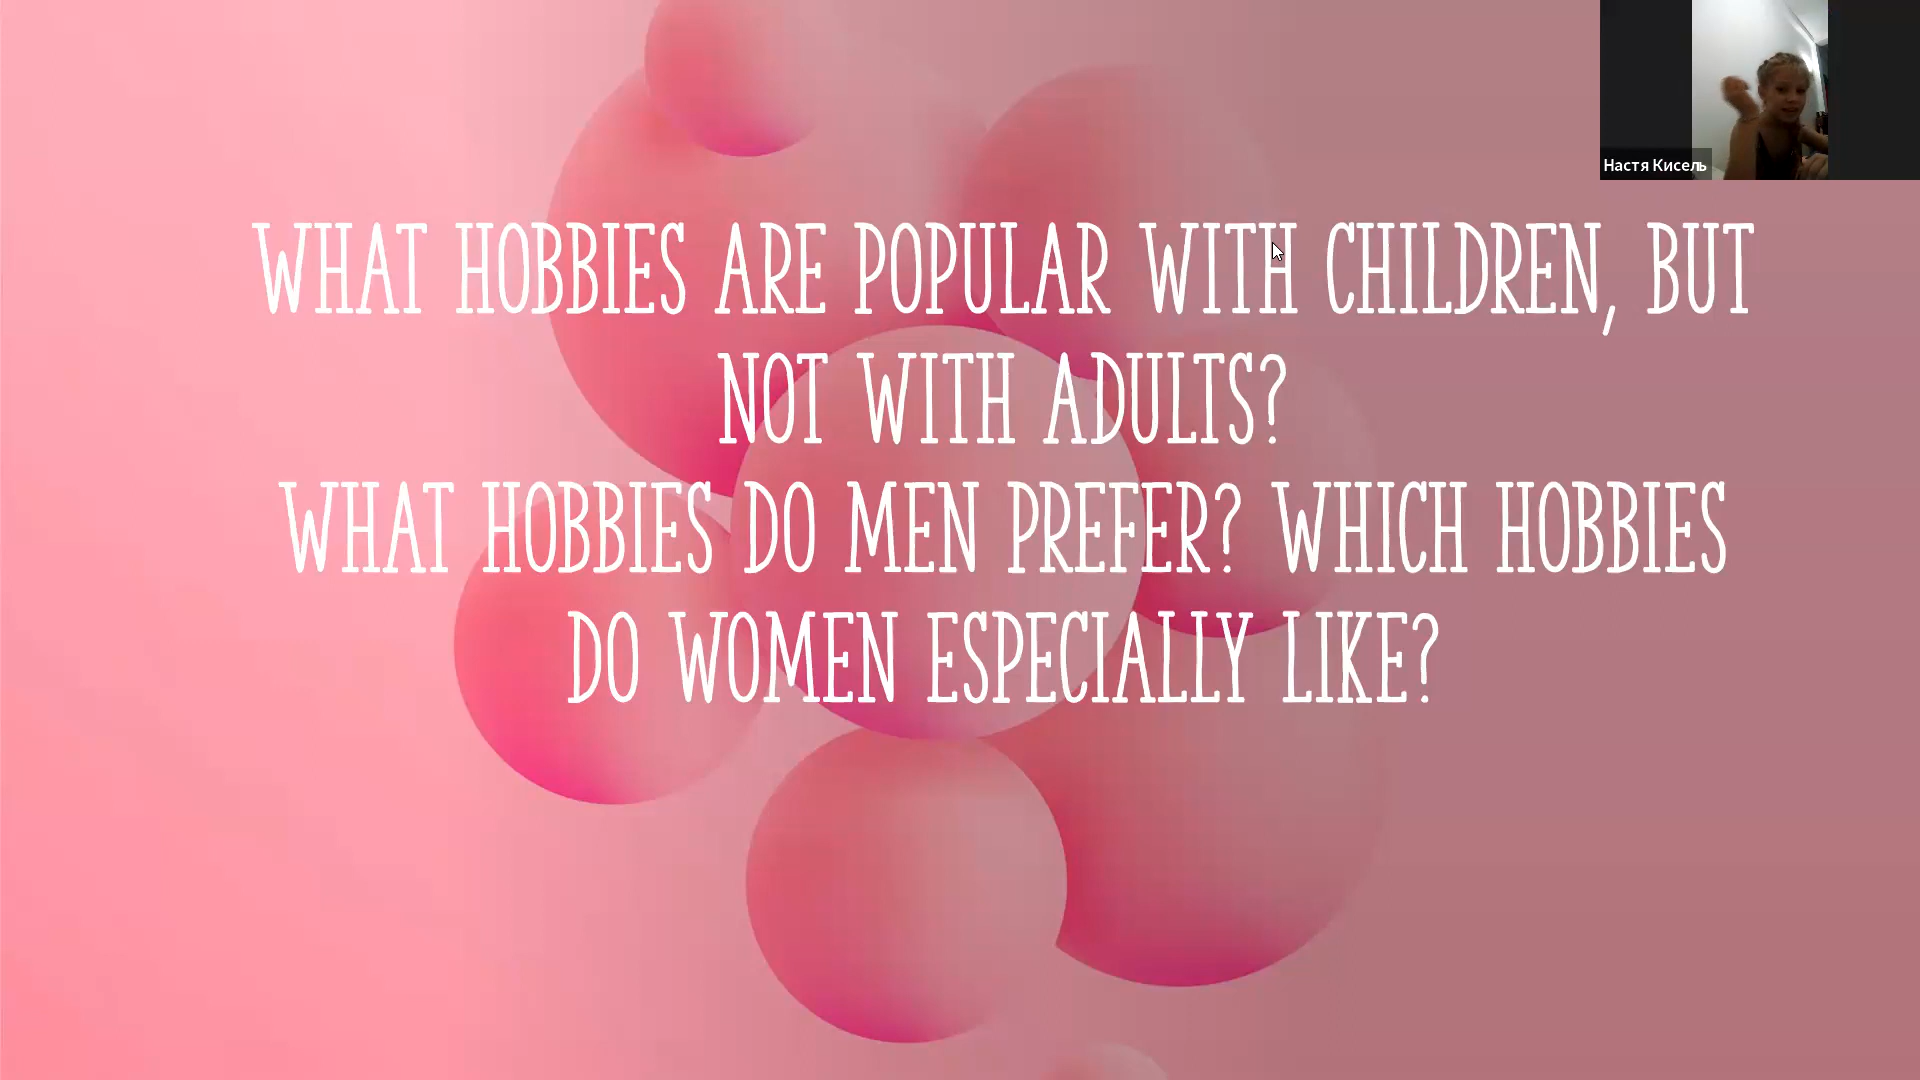 Настя Кисель
WHAT HOBBIES ARE POPULAR WITH CHILDREN, BUT
NOT WITH ADULTS?
WHAT HOBBIES DO MEN PREFER? WHICH HOBBIES
DO WOMEN ESPECIALLY LIKE?